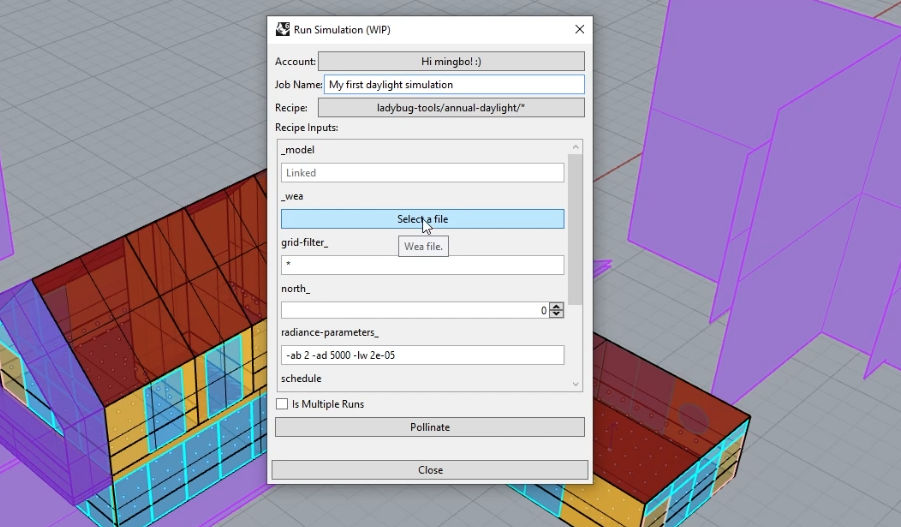 Run Simulation (WIP)
Account: Hi mingbo! :)
Job Name: My first daylight simulation
Recipe: ladybug-tools/annual-daylight/*
Recipe Inputs:
_model
Linked
_wea
Select a file
Wea file.
grid-filter_
*
north_
0
radiance-parameters_
-ab 2 -ad 5000 -lw 2e-05
schedule
Is Multiple Runs
Pollinate
Close